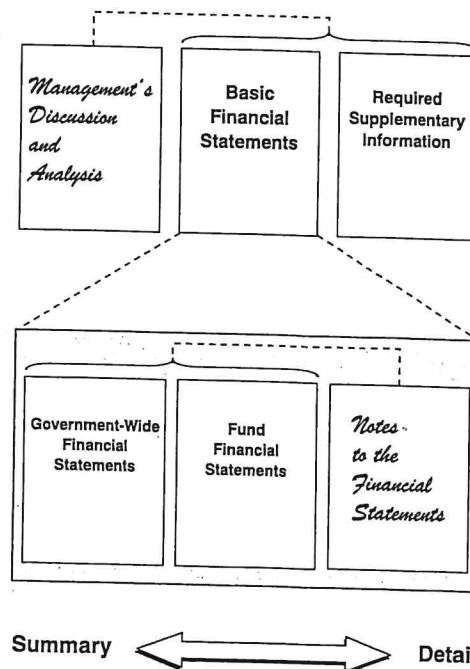 Management's
Discussion
and
Analysis
Basic
Financial
Statements
Required
Supplementary
Information
Government-Wide
Financial
Statements
Fund
Financial
Statements
Notes
to the
Financial
Statements
Summary
Detai